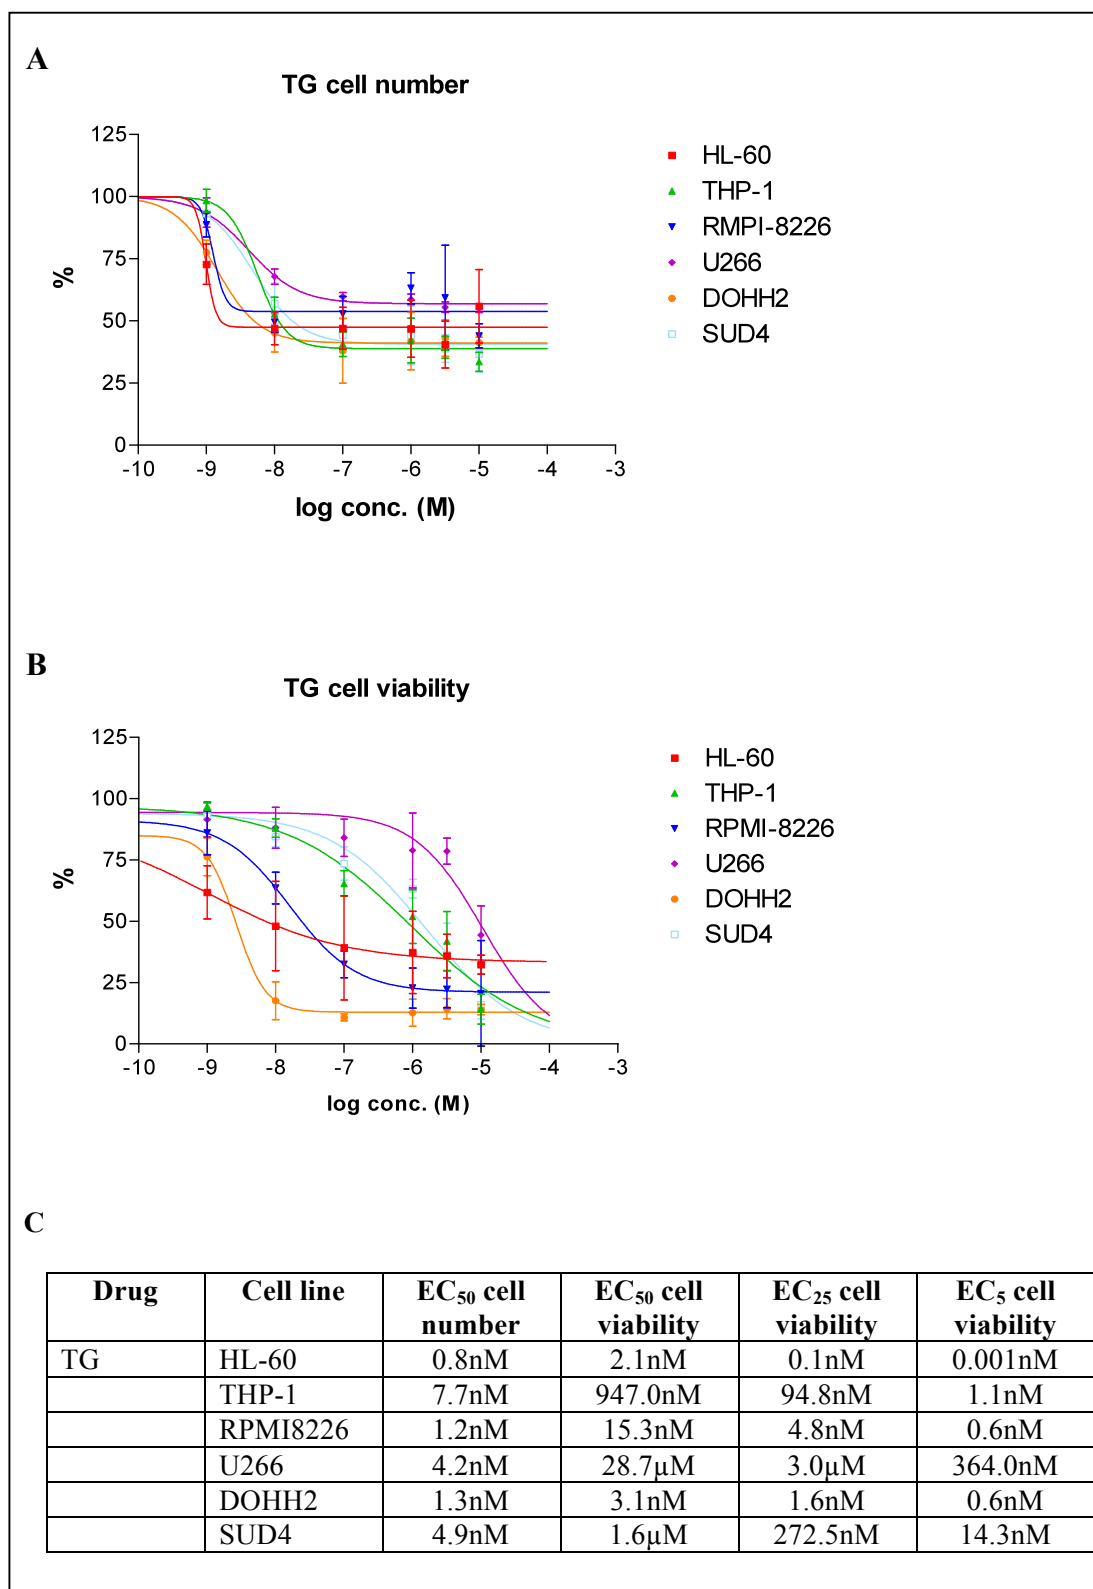 A
TG cell number
125
100
75
50
25
0
%
-10 -9 -8 -7 -6 -5 -4 -3
log conc. (M)
HL-60
THP-1
RMPI-8226
U266
DOHH2
SUD4
B
TG cell viability
125
100
75
50
25
0
%
-10 -9 -8 -7 -6 -5 -4 -3
log conc. (M)
HL-60
THP-1
RPMI-8226
U266
DOHH2
SUD4
C
Drug Cell line EC50 cell number EC50 cell viability EC25 cell viability EC5 cell viability
TG HL-60 0.8nM 2.1nM 0.1nM 0.001nM
THP-1 7.7nM 947.0nM 94.8nM 1.1nM
RPMI8226 1.2nM 15.3nM 4.8nM 0.6nM
U266 4.2nM 28.7µM 3.0µM 364.0nM
DOHH2 1.3nM 3.1nM 1.6nM 0.6nM
SUD4 4.9nM 1.6µM 272.5nM 14.3nM